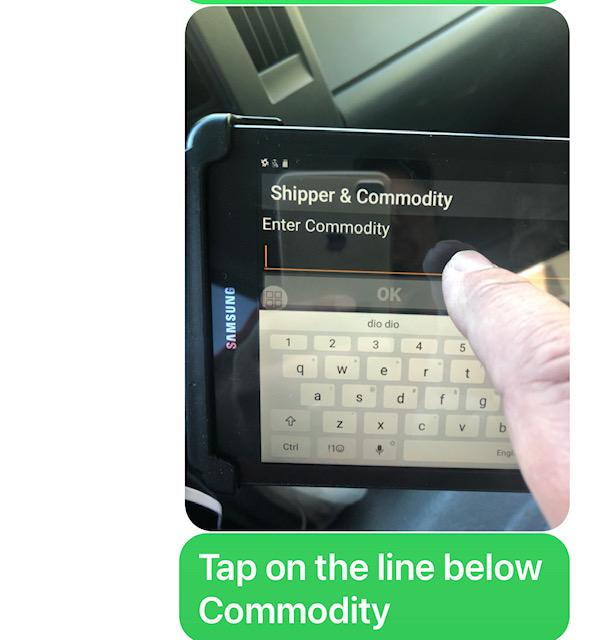 Shipper & Commodity
Enter Commodity
OK
SAMSUNG
dio dio
1 2 3 4 5
q w e r t
a s d f g
z x c v b
Ctrl !1☺ Engl
Tap on the line below
Commodity